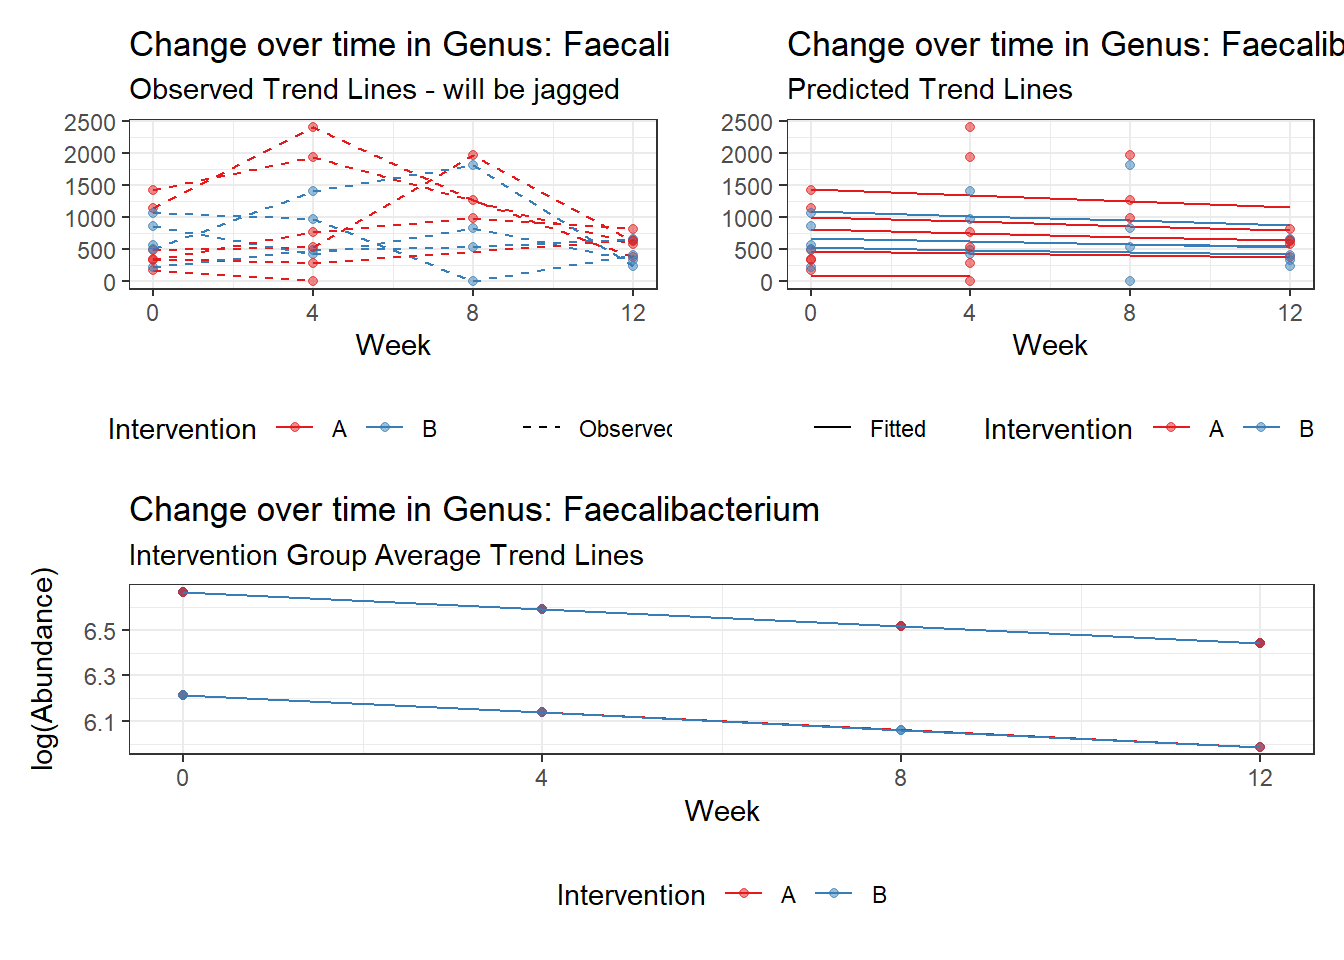 Change over time in Genus: Faecali
Observed Trend Lines - will be jagged
2500
2000
1500
1000
500
0
0 4 8 12
Week
Intervention A B Observed
Change over time in Genus: Faecalib
Predicted Trend Lines
2500
2000
1500
1000
500
0
0 4 8 12
Week
Fitted Intervention A B
Change over time in Genus: Faecalibacterium
Intervention Group Average Trend Lines
log(Abundance)
6.5
6.3
6.1
0 4 8 12
Week
Intervention A B